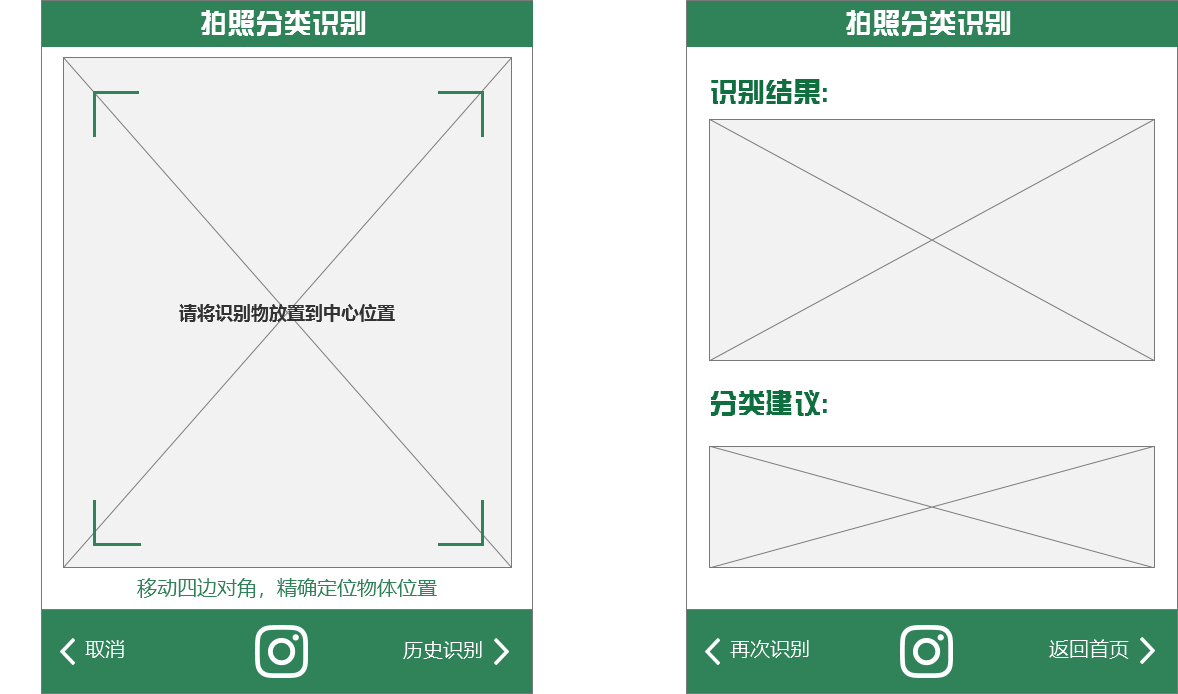 拍照分类识别
请将识别物放置到中心位置
移动四边对角，精确定位物体位置
取消
历史识别
拍照分类识别
识别结果:
分类建议:
再次识别
返回首页